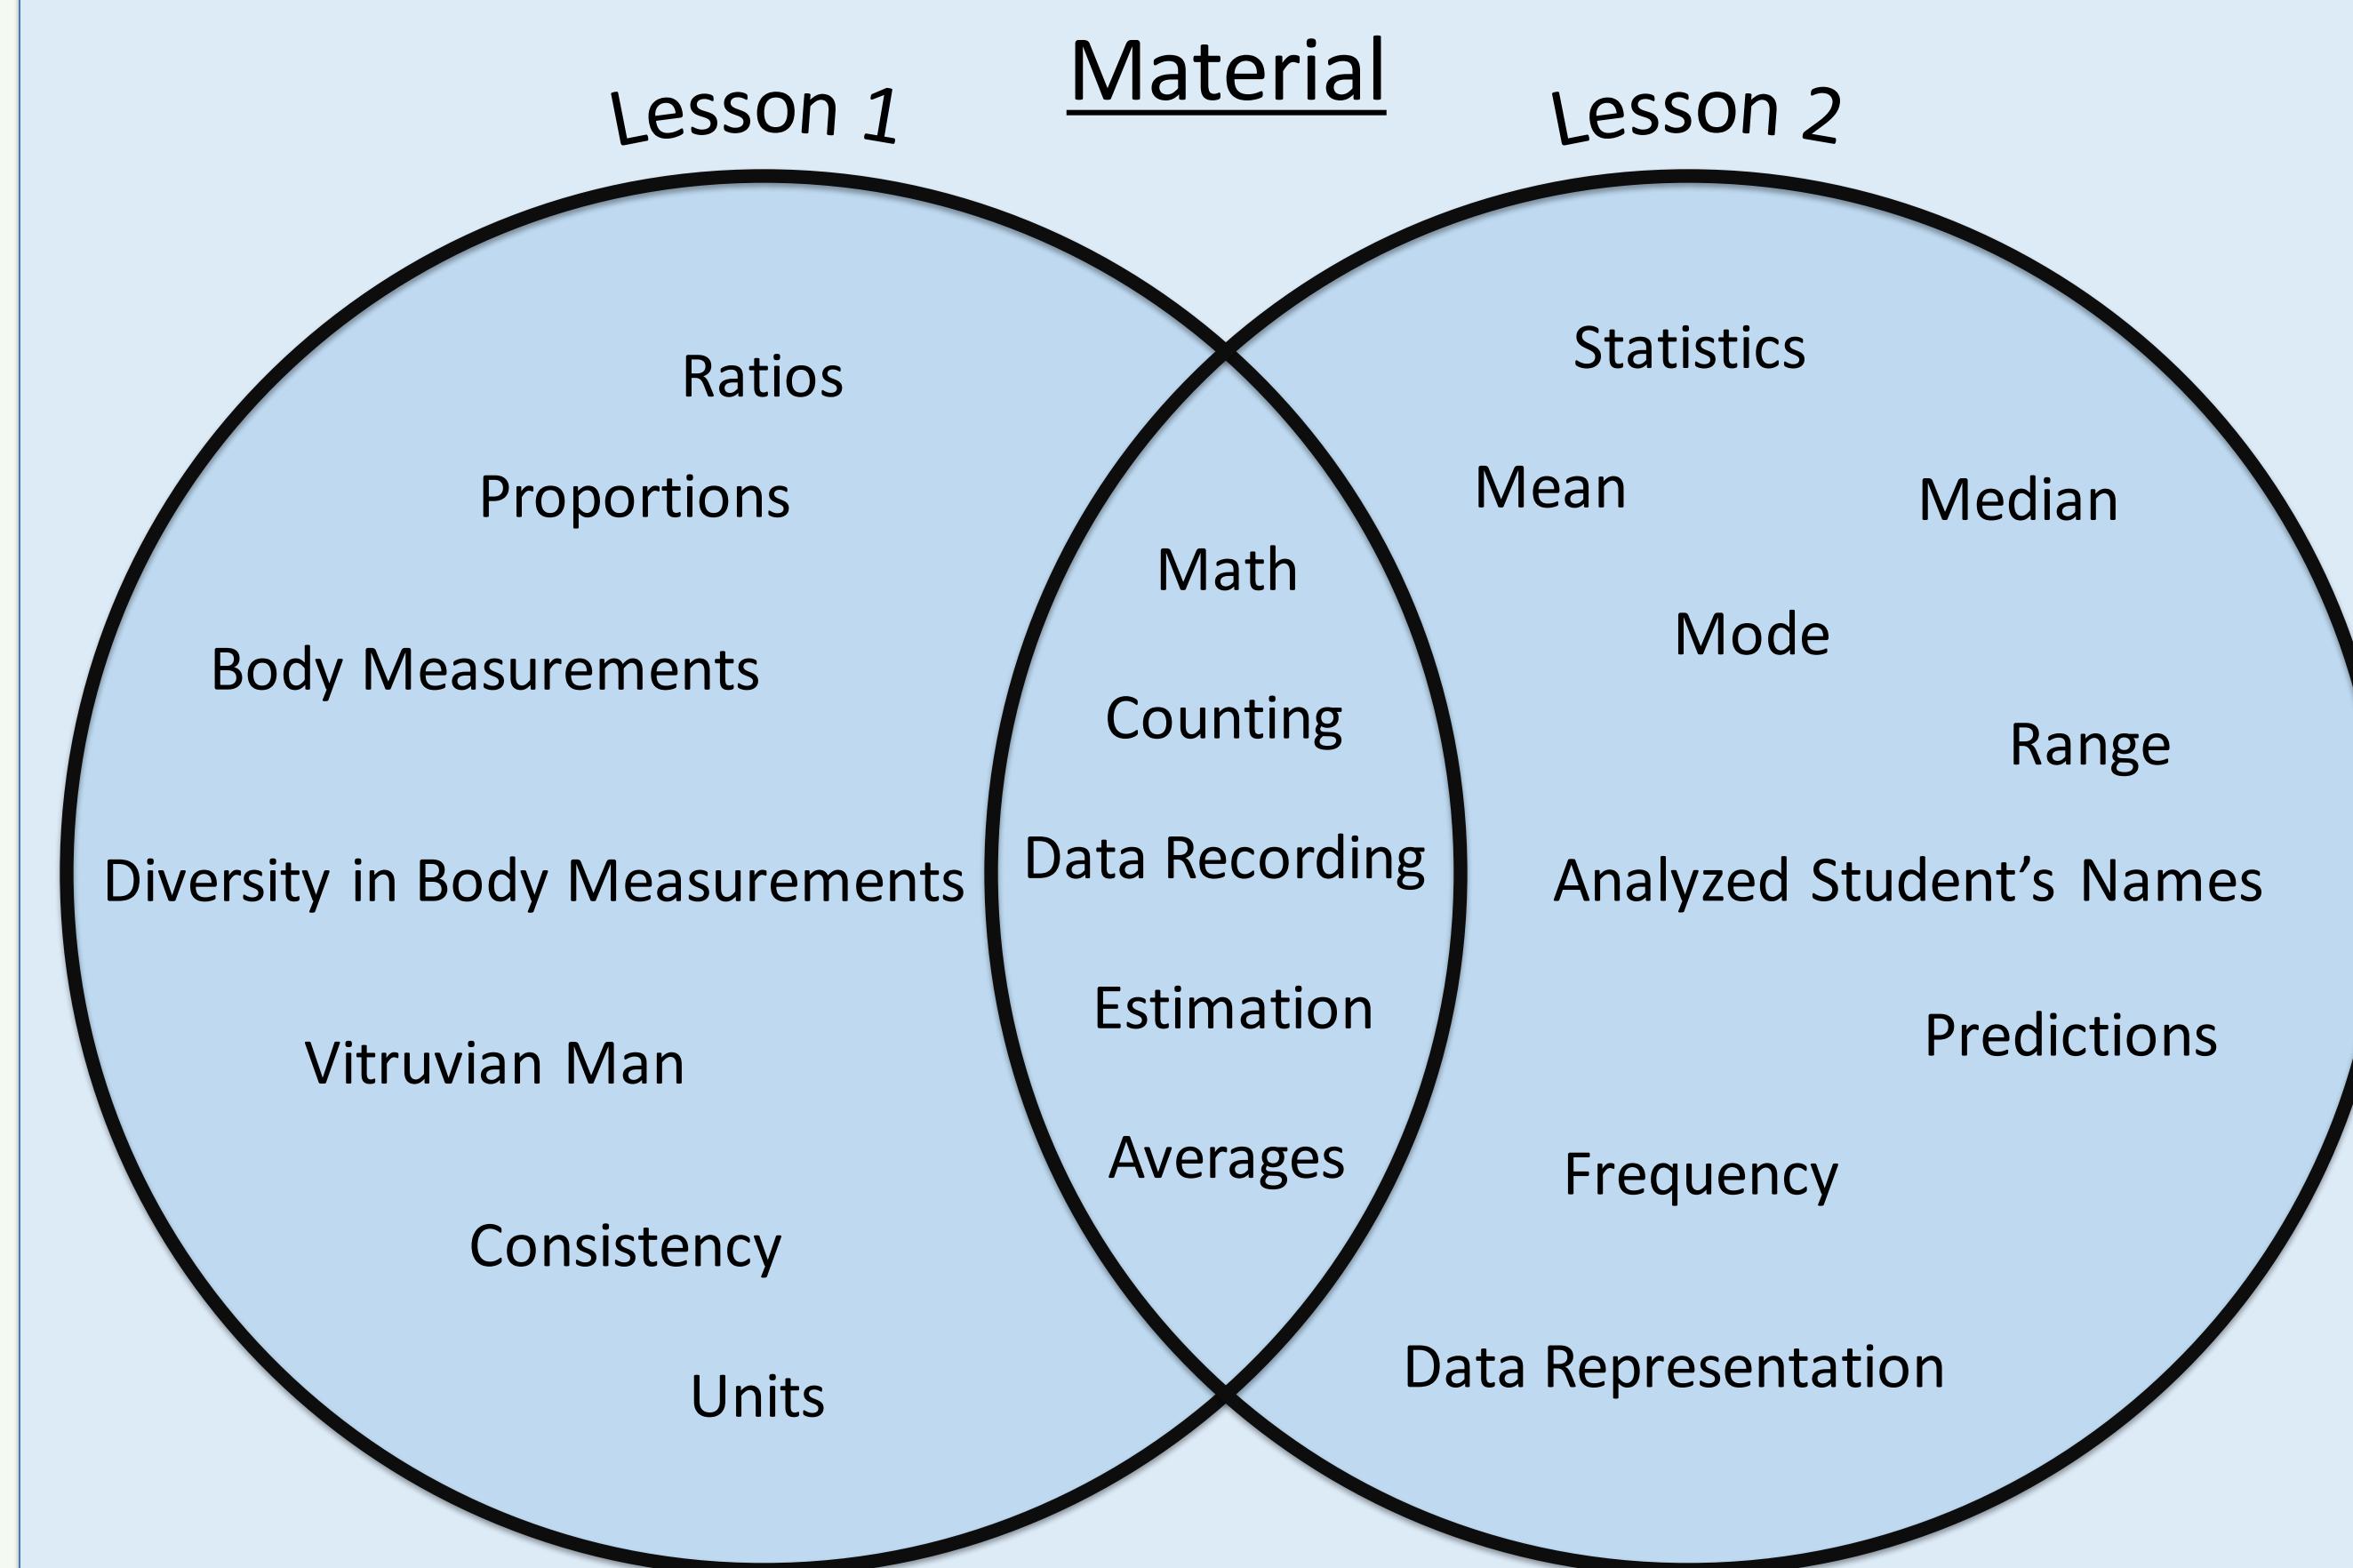 Material
Lesson 1
Lesson 2
Ratios
Proportions
Body Measurements
Diversity in Body Measurements
Vitruvian Man
Consistency
Units
Math
Counting
Data Recording
Estimation
Averages
Statistics
Mean
Median
Mode
Range
Analyzed Student’s Names
Predictions
Frequency
Data Representation